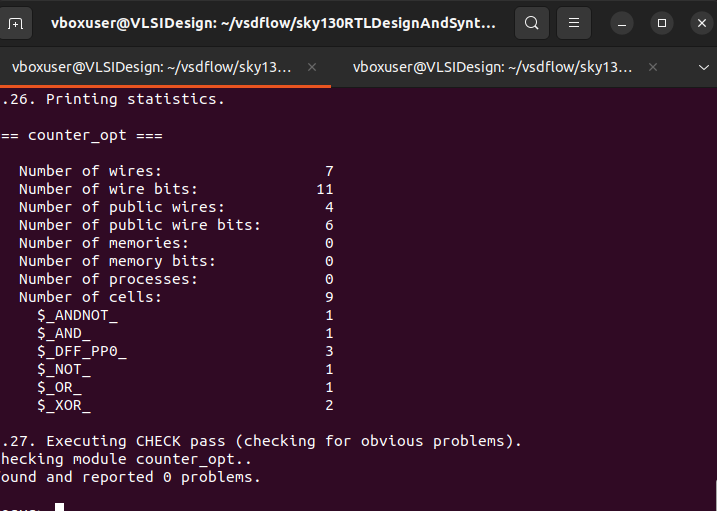 vboxuser@VLSIDesign: ~/vsdflow/sky130RTLDesignAndSynt...
vboxuser@VLSIDesign: ~/vsdflow/sky13... × vboxuser@VLSIDesign: ~/vsdflow/sky13... ×
.26. Printing statistics.
== counter_opt ===
Number of wires: 7
Number of wire bits: 11
Number of public wires: 4
Number of public wire bits: 6
Number of memories: 0
Number of memory bits: 0
Number of processes: 0
Number of cells: 9
$_ANDNOT_ 1
$_AND_ 1
$_DFF_PP0_ 3
$_NOT_ 1
$_OR_ 1
$_XOR_ 2
.27. Executing CHECK pass (checking for obvious problems).
hecking module counter_opt..
ound and reported 0 problems.